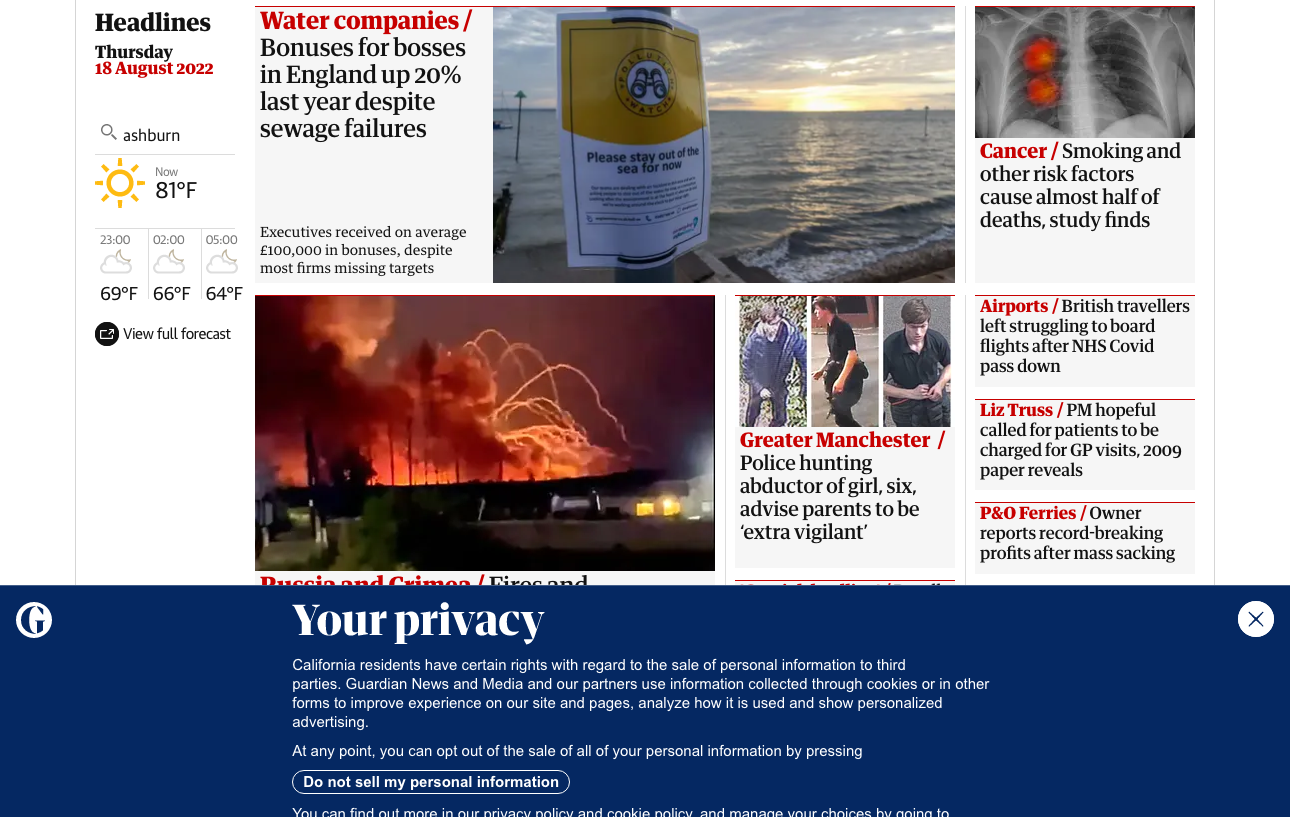 Headlines
Thursday
18 August 2022
ashburn
Now
81°F
23:00
02:00
05:00
69°F
66°F
64°F
View full forecast
Water companies /
Bonuses for bosses
in England up 20%
last year despite
sewage failures
Executives received on average
£100,000 in bonuses, despite
most firms missing targets
POLLUTION
WATCH
Please stay out of the
sea for now
Cancer / Smoking and
other risk factors
cause almost half of
deaths, study finds
Russia and Crimea / Fires and
Greater Manchester /
Police hunting
abductor of girl, six,
advise parents to be
‘extra vigilant’
Airports / British travellers
left struggling to board
flights after NHS Covid
pass down
Liz Truss / PM hopeful
called for patients to be
charged for GP visits, 2009
paper reveals
P&O Ferries / Owner
reports record-breaking
profits after mass sacking
Your privacy
California residents have certain rights with regard to the sale of personal information to third
parties. Guardian News and Media and our partners use information collected through cookies or in other
forms to improve experience on our site and pages, analyze how it is used and show personalized
advertising.
At any point, you can opt out of the sale of all of your personal information by pressing
Do not sell my personal information
You can find out more in our privacy policy and cookie policy, and manage your choices by going to